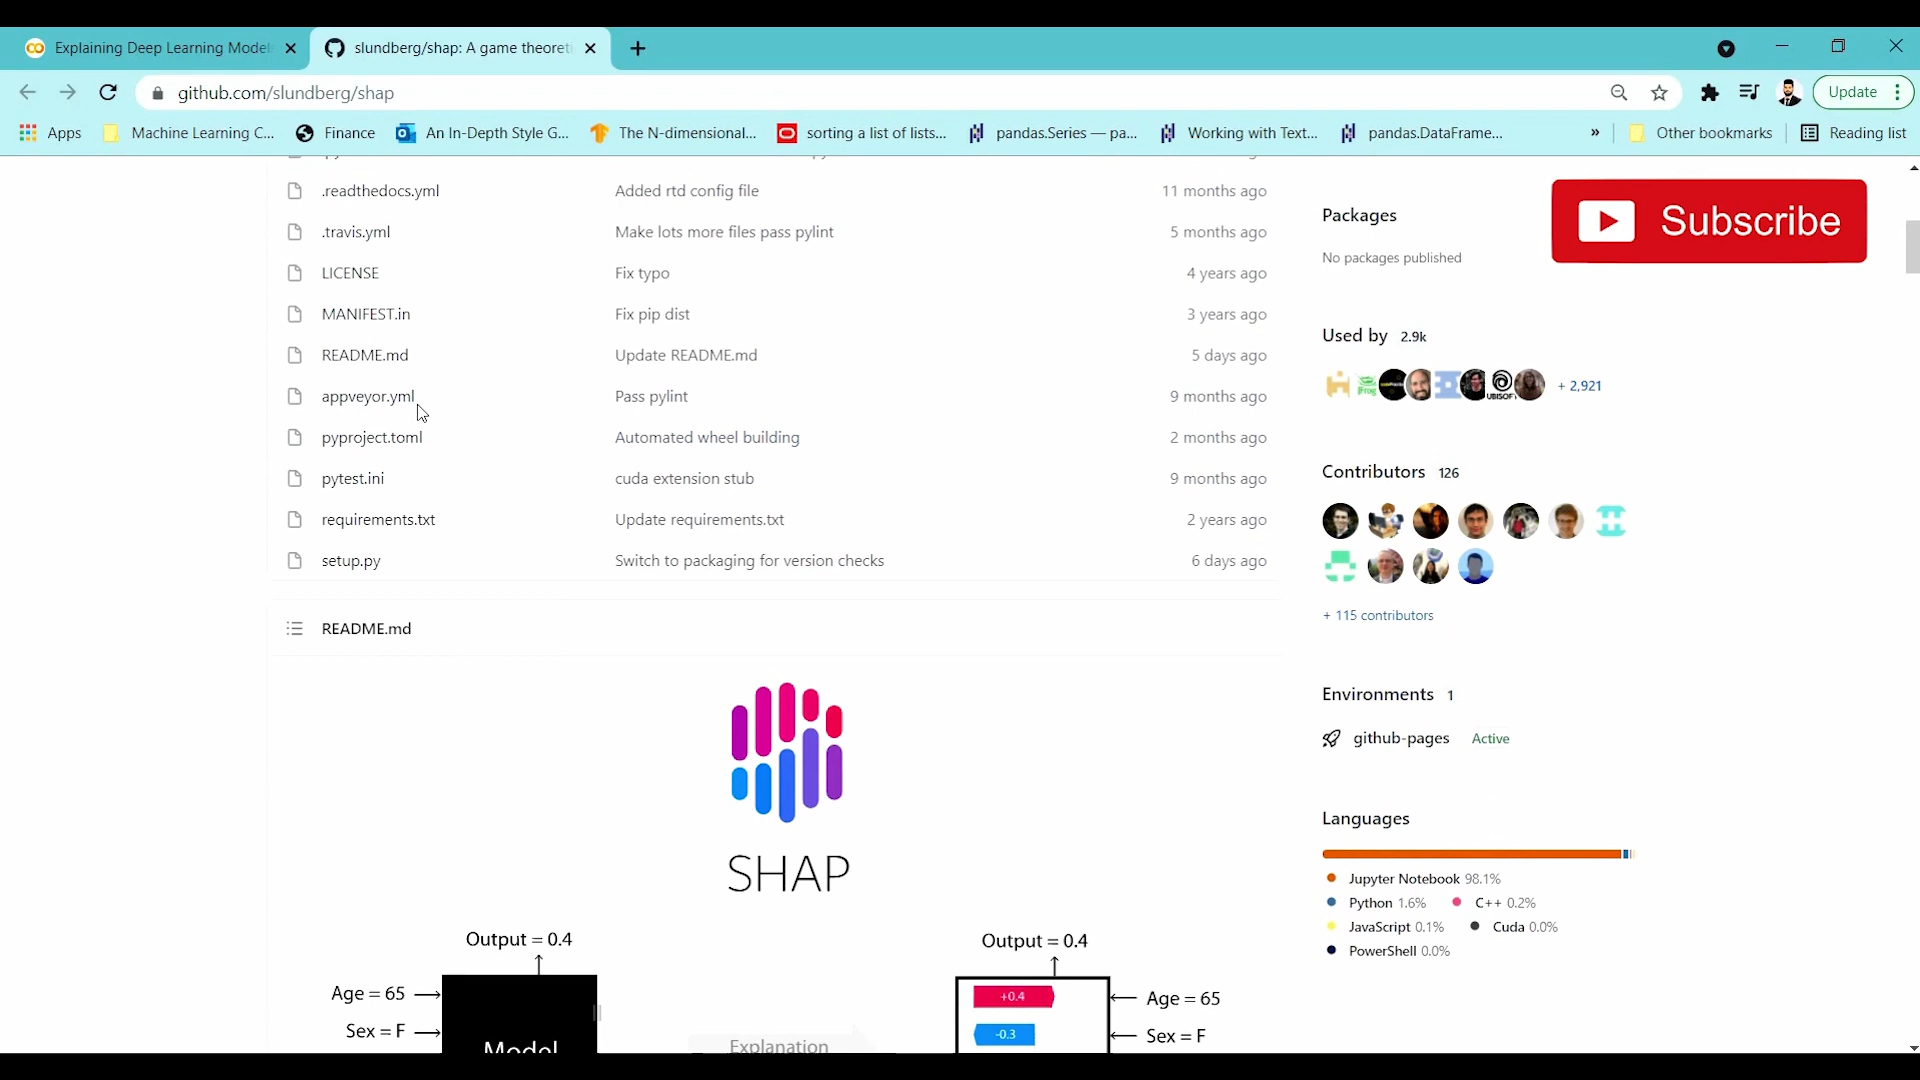 Explaining Deep Learning Model
slundberg/shap: A game theoreti
github.com/slundberg/shap
Update
Apps
Machine Learning C...
Finance
An In-Depth Style G...
The N-dimensional...
sorting a list of lists...
pandas.Series — pa...
Working with Text...
pandas.DataFrame...
»
Other bookmarks
Reading list
.readthedocs.yml Added rtd config file 11 months ago
.travis.yml Make lots more files pass pylint 5 months ago
LICENSE Fix typo 4 years ago
MANIFEST.in Fix pip dist 3 years ago
README.md Update README.md 5 days ago
appveyor.yml Pass pylint 9 months ago
pyproject.toml Automated wheel building 2 months ago
pytest.ini cuda extension stub 9 months ago
requirements.txt Update requirements.txt 2 years ago
setup.py Switch to packaging for version checks 6 days ago
README.md
SHAP
Output = 0.4
Age = 65
Sex = F
Model
Explanation
Output = 0.4
+0.4
-0.3
Age = 65
Sex = F
Subscribe
Packages
No packages published
Used by 2.9k
UBISOFT
+ 2,921
Contributors 126
+ 115 contributors
Environments 1
github-pages Active
Languages
Jupyter Notebook 98.1%
Python 1.6% C++ 0.2%
JavaScript 0.1% Cuda 0.0%
PowerShell 0.0%